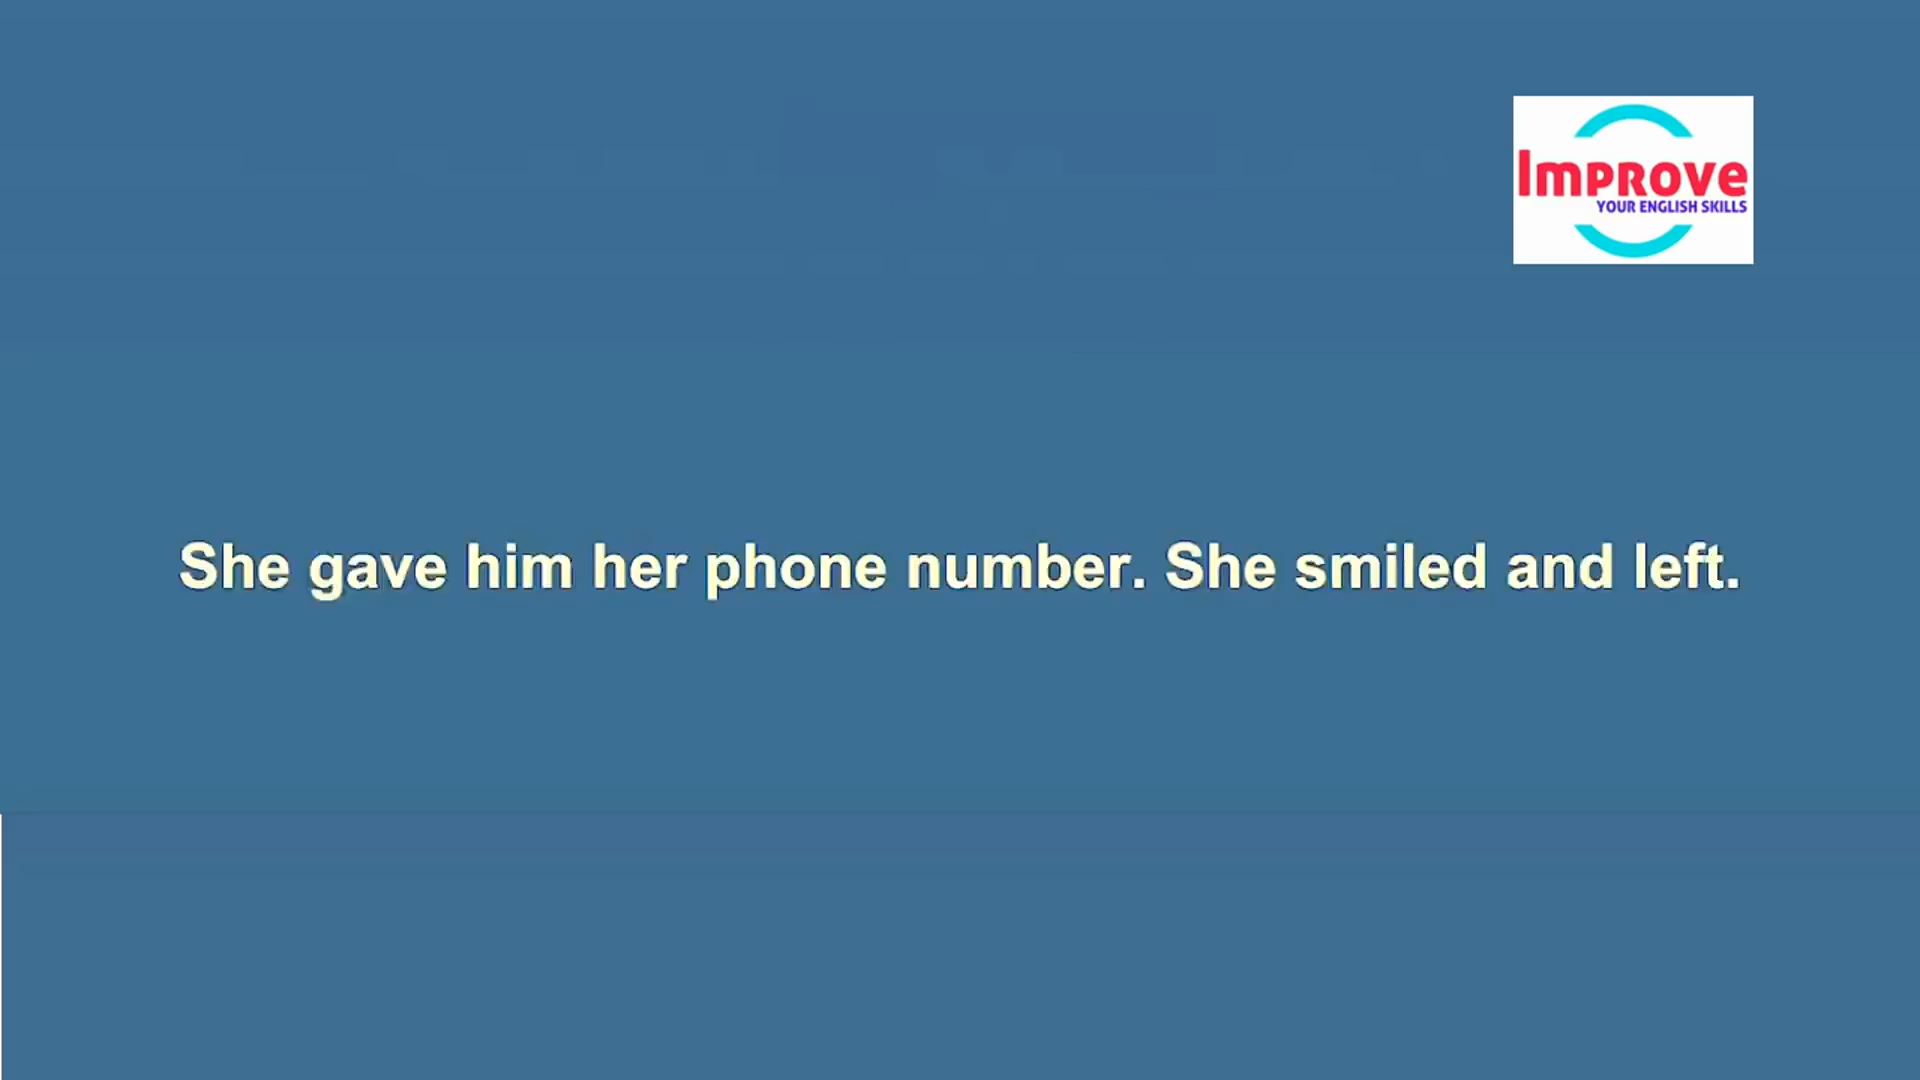 Improve
YOUR ENGLISH SKILLS
She gave him her phone number. She smiled and left.